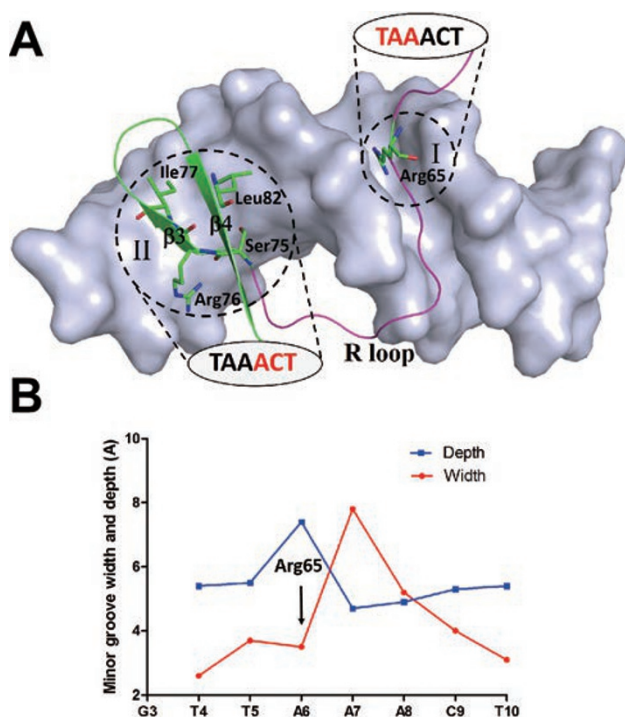 A
TAAACT
I
Arg65
Ile77
Leu82
β3
β4
II
Ser75
Arg76
R loop
TAAACT
B
Minor groove width and depth (A)
10
8
6
4
2
Depth
Width
Arg65
G3 T4 T5 A6 A7 A8 C9 T10